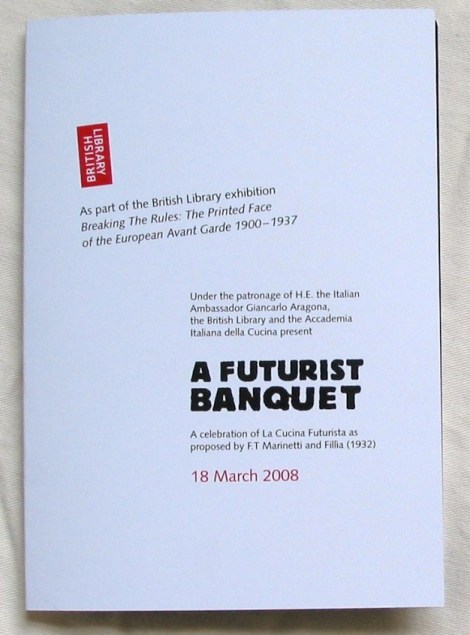 BRITISH
LIBRARY
As part of the British Library exhibition
Breaking The Rules: The Printed Face
of the European Avant Garde 1900–1937
Under the patronage of H.E. the Italian
Ambassador Giancarlo Aragona,
the British Library and the Accademia
Italiana della Cucina present
A FUTURIST
BANQUET
A celebration of La Cucina Futurista as
proposed by F.T Marinetti and Fillìa (1932)
18 March 2008